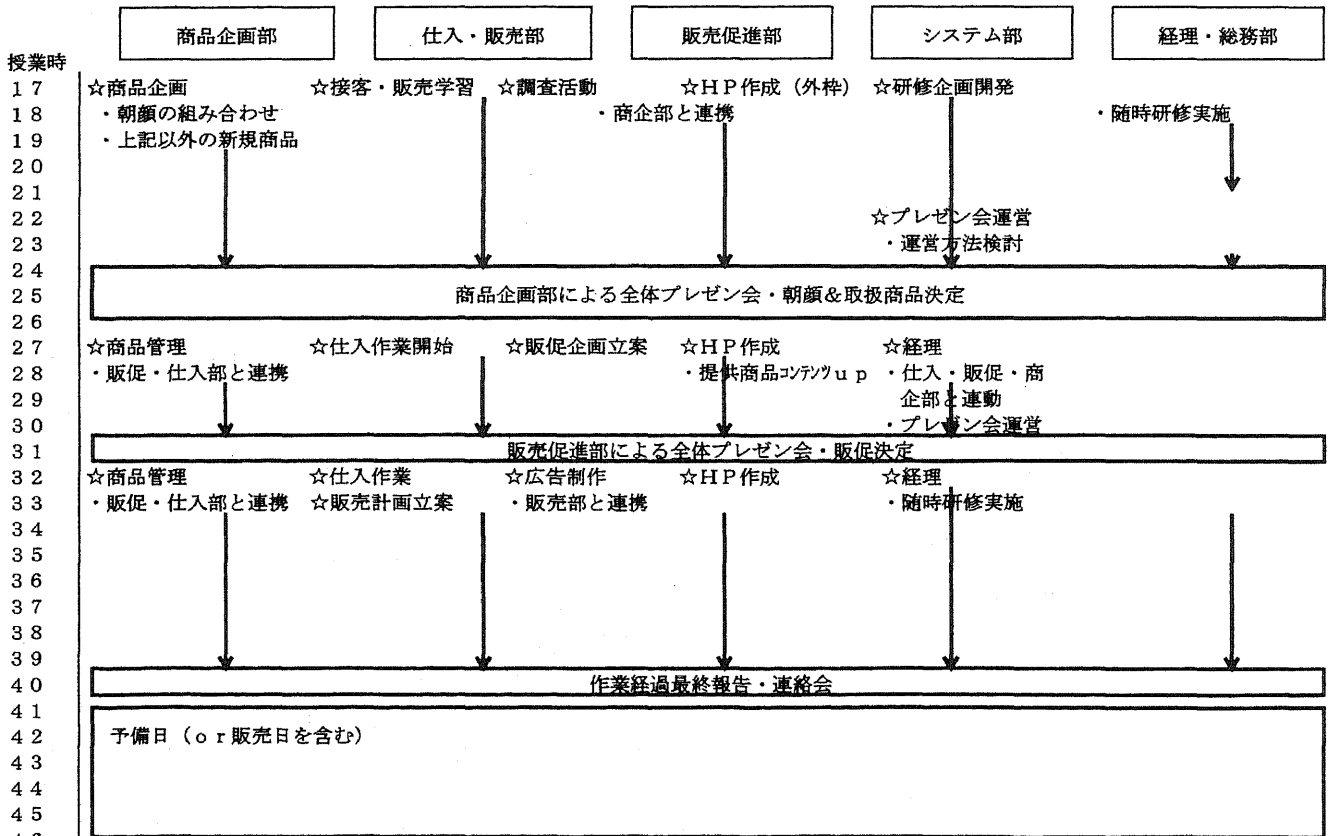 商品企画部 仕入・販売部 販売促進部 システム部 経理・総務部
授業時
17 ☆商品企画 ☆接客・販売学習 ☆調査活動 ☆HP作成(外枠) ☆研修企画開発
18 ・朝顔の組み合わせ ・商企部と連携 ・随時研修実施
19 ・上記以外の新規商品
20
21
22 ☆プレゼン会運営
23 ・運営方法検討
24
25 商品企画部による全体プレゼン会・朝顔&取扱商品決定
26
27 ☆商品管理 ☆仕入作業開始 ☆販促企画立案 ☆HP作成 ☆経理
28 ・販促・仕入部と連携 ・提供商品コンテンツup ・仕入・販促・商
29 企部と連動
30 ・プレゼン会運営
31 販売促進部による全体プレゼン会・販促決定
32 ☆商品管理 ☆仕入作業 ☆広告制作 ☆HP作成 ☆経理
33 ・販促・仕入部と連携 ☆販売計画立案 ・販売部と連携 ・随時研修実施
34
35
36
37
38
39
40 作業経過最終報告・連絡会
41
42 予備日(or販売日を含む)
43
44
45